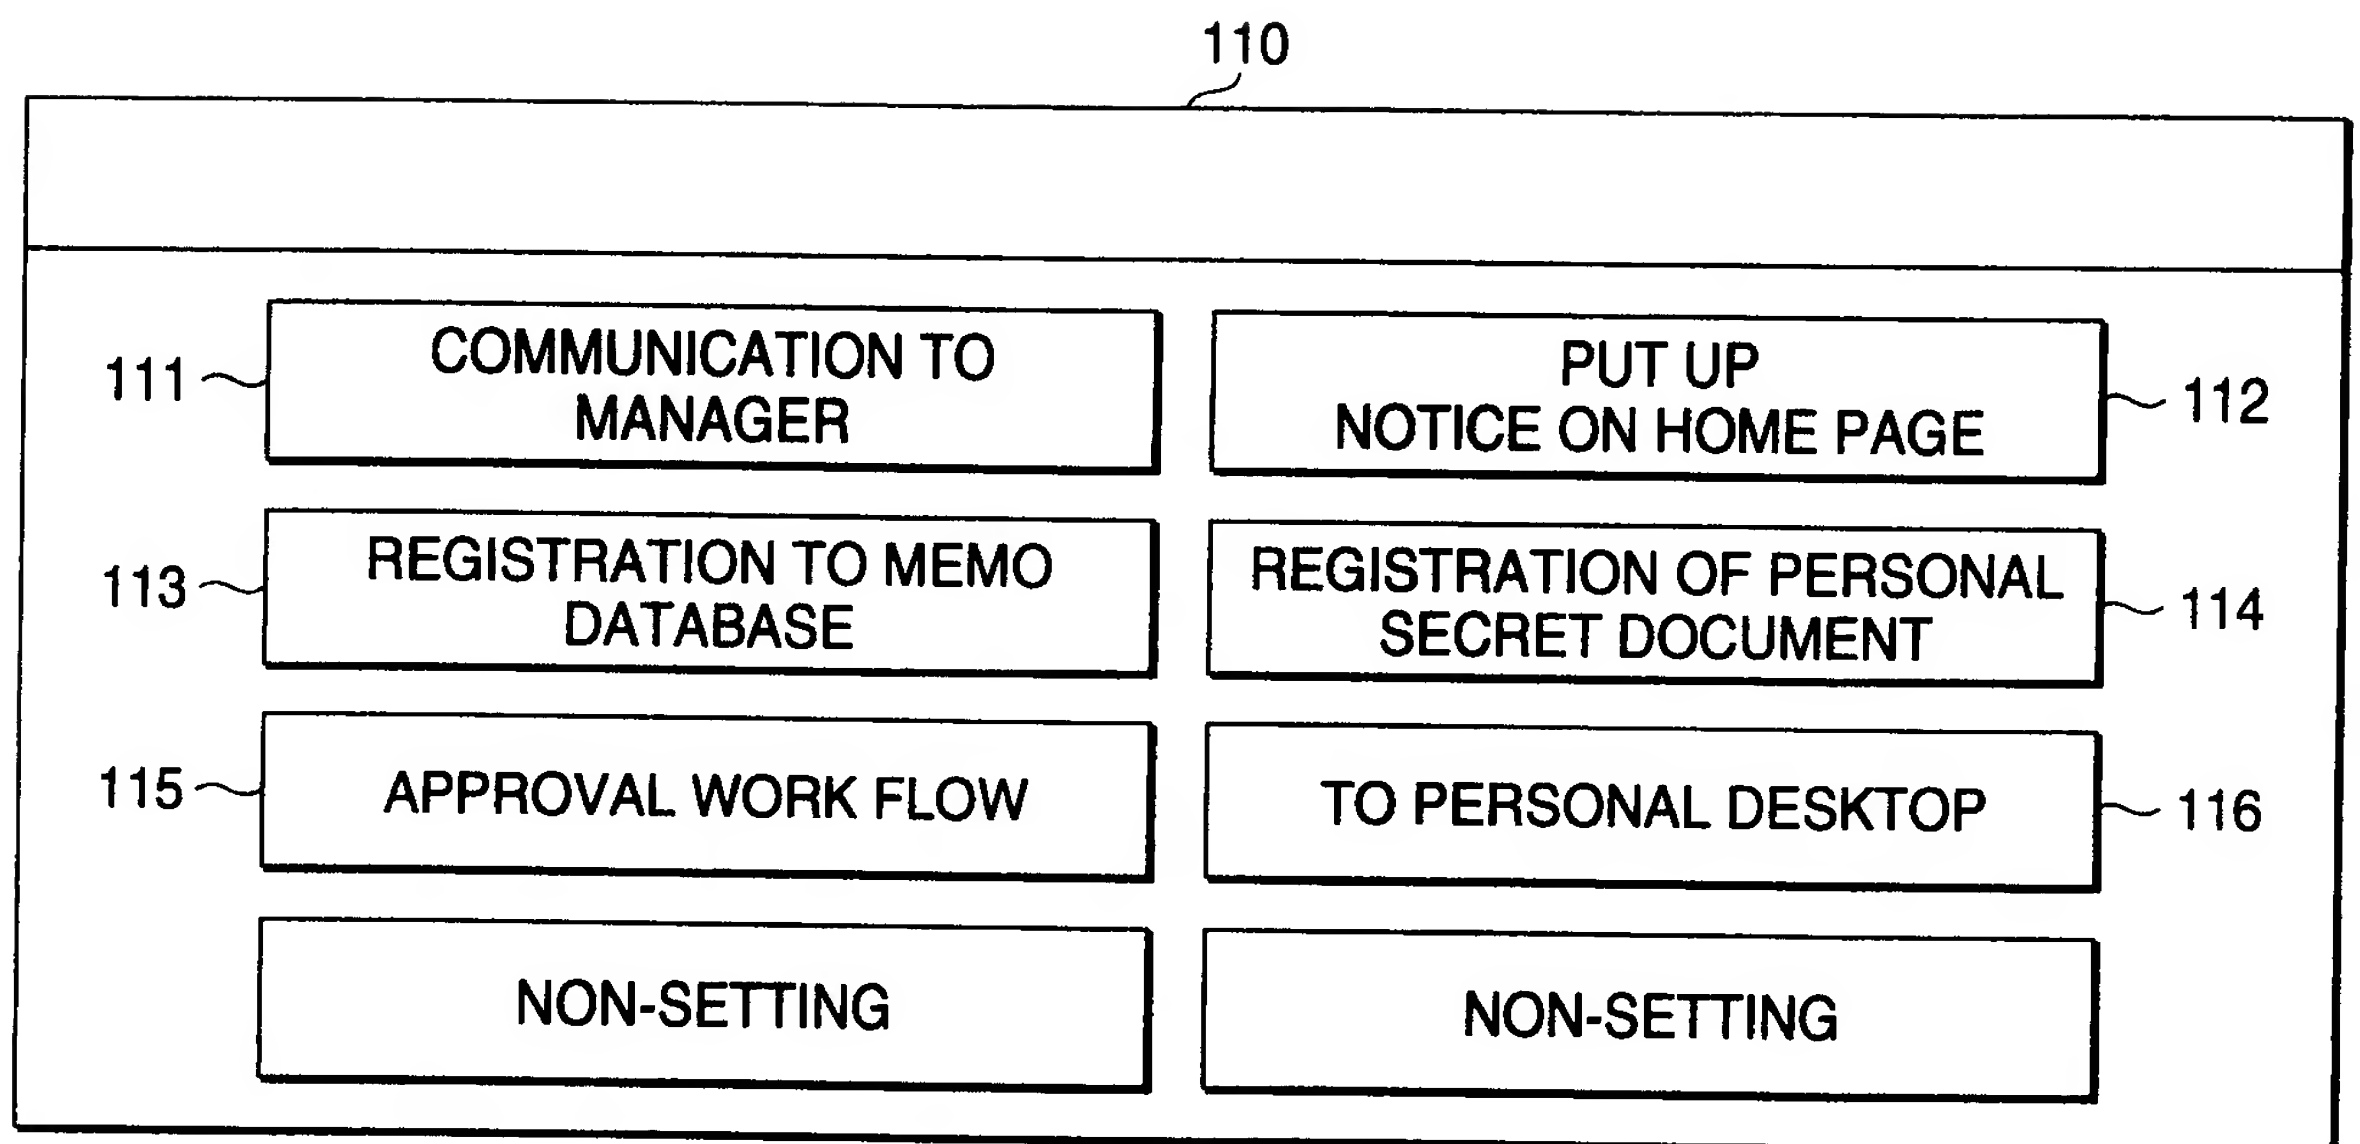 110
111
COMMUNICATION TO
MANAGER
PUT UP
NOTICE ON HOME PAGE
112
113
REGISTRATION TO MEMO
DATABASE
REGISTRATION OF PERSONAL
SECRET DOCUMENT
114
115
APPROVAL WORK FLOW
TO PERSONAL DESKTOP
116
NON-SETTING
NON-SETTING